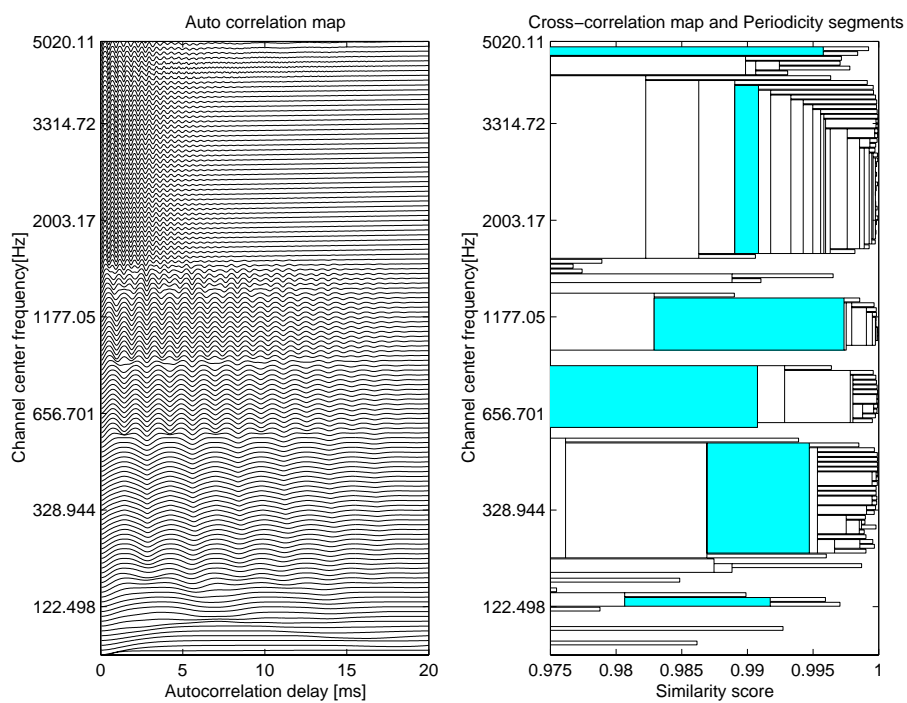 Auto correlation map
5020.11
3314.72
2003.17
1177.05
656.701
328.944
122.498
Channel center frequency[Hz]
0 5 10 15 20
Autocorrelation delay [ms]
Cross−correlation map and Periodicity segments
5020.11
3314.72
2003.17
1177.05
656.701
328.944
122.498
Channel center frequency[Hz]
0.975 0.98 0.985 0.99 0.995 1
Similarity score